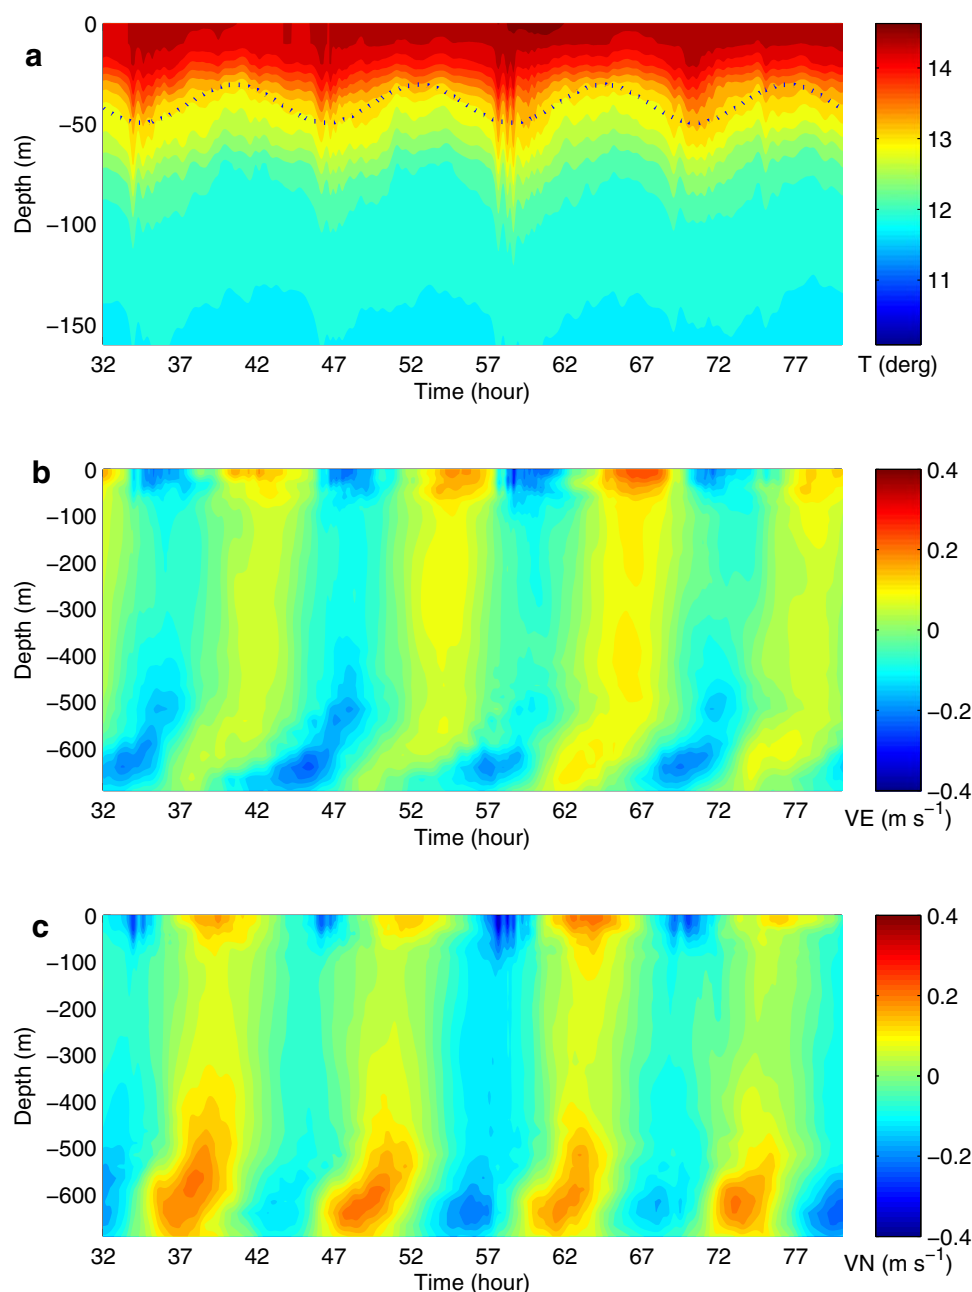 a
0
−50
−100
−150
Depth (m)
32 37 42 47 52 57 62 67 72 77
Time (hour)
14
13
12
11
T (derg)
b
0
−100
−200
−300
−400
−500
−600
Depth (m)
32 37 42 47 52 57 62 67 72 77
Time (hour)
0.4
0.2
0
−0.2
−0.4
VE (m s⁻¹)
c
0
−100
−200
−300
−400
−500
−600
Depth (m)
32 37 42 47 52 57 62 67 72 77
Time (hour)
0.4
0.2
0
−0.2
−0.4
VN (m s⁻¹)